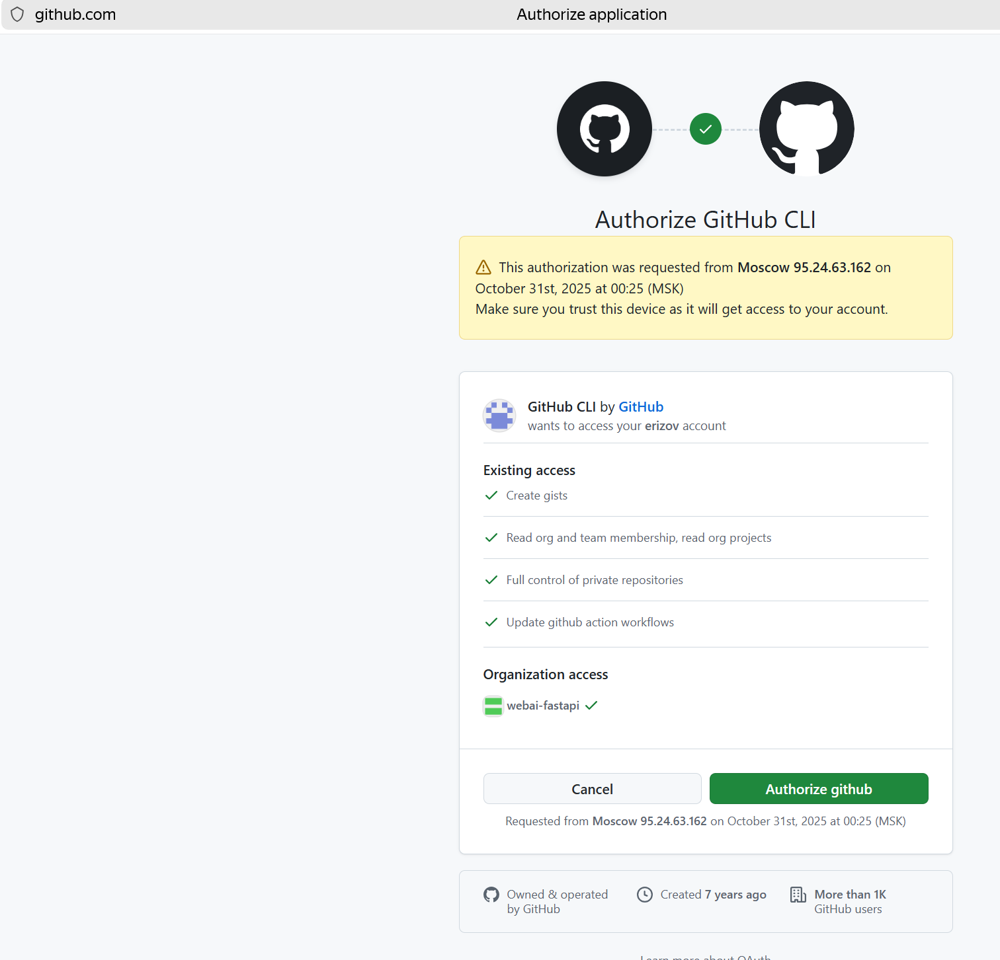 github.com
Authorize application
Authorize GitHub CLI
This authorization was requested from Moscow 95.24.63.162 on
October 31st, 2025 at 00:25 (MSK)
Make sure you trust this device as it will get access to your account.
GitHub CLI by GitHub
wants to access your erizov account
Existing access
Create gists
Read org and team membership, read org projects
Full control of private repositories
Update github action workflows
Organization access
webai-fastapi
Cancel
Authorize github
Requested from Moscow 95.24.63.162 on October 31st, 2025 at 00:25 (MSK)
Owned & operated
by GitHub
Created 7 years ago
More than 1K
GitHub users
Learn more about OAuth